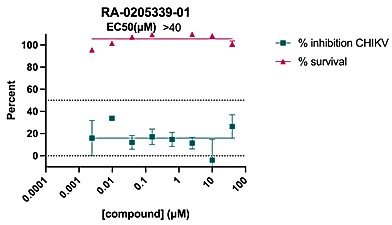 RA-0205339-01
EC50(µM) >40
100
80
60
40
20
0
Percent
0.0001
0.001
0.01
0.1
1
10
100
[compound] (µM)
% inhibition CHIKV
% survival